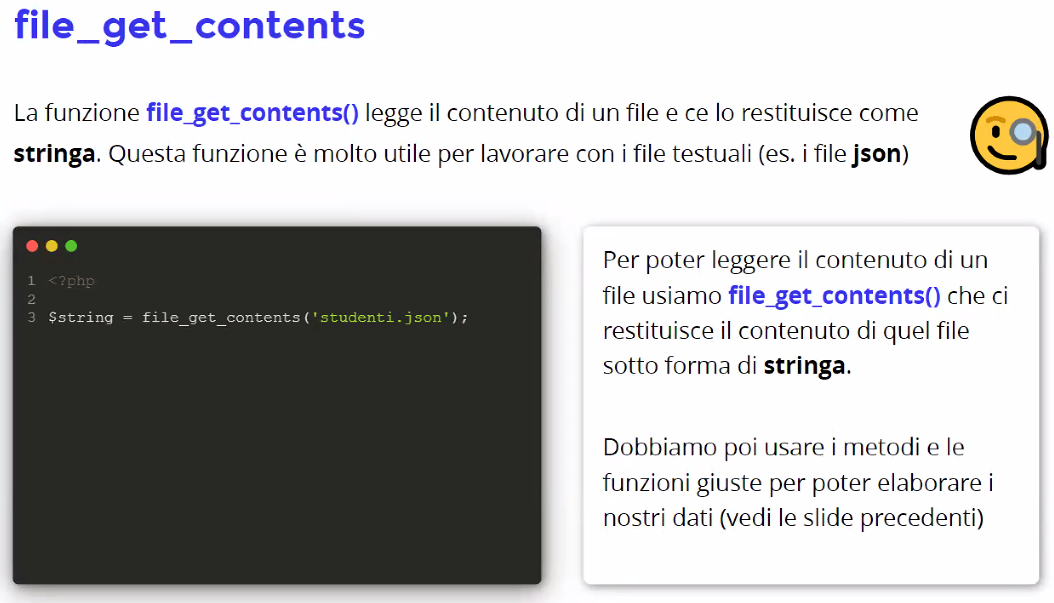 file_get_contents
La funzione file_get_contents() legge il contenuto di un file e ce lo restituisce come
stringa. Questa funzione è molto utile per lavorare con i file testuali (es. i file json)
1 <?php
2
3 $string = file_get_contents('studenti.json');
Per poter leggere il contenuto di un
file usiamo file_get_contents() che ci
restituisce il contenuto di quel file
sotto forma di stringa.
Dobbiamo poi usare i metodi e le
funzioni giuste per poter elaborare i
nostri dati (vedi le slide precedenti)